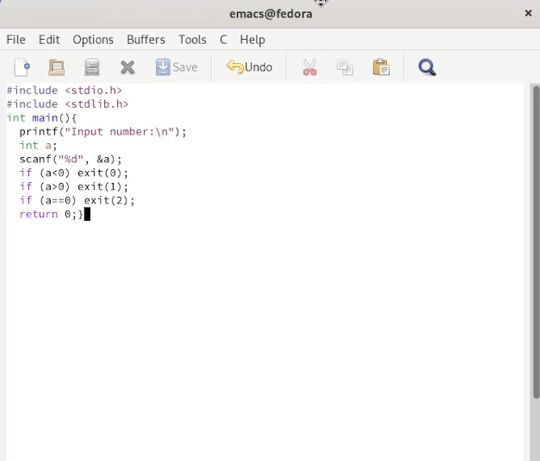 emacs@fedora
File Edit Options Buffers Tools C Help
Save Undo
#include <stdio.h>
#include <stdlib.h>
int main(){
  printf("Input number:\n");
  int a;
  scanf("%d", &a);
  if (a<0) exit(0);
  if (a>0) exit(1);
  if (a==0) exit(2);
  return 0;}